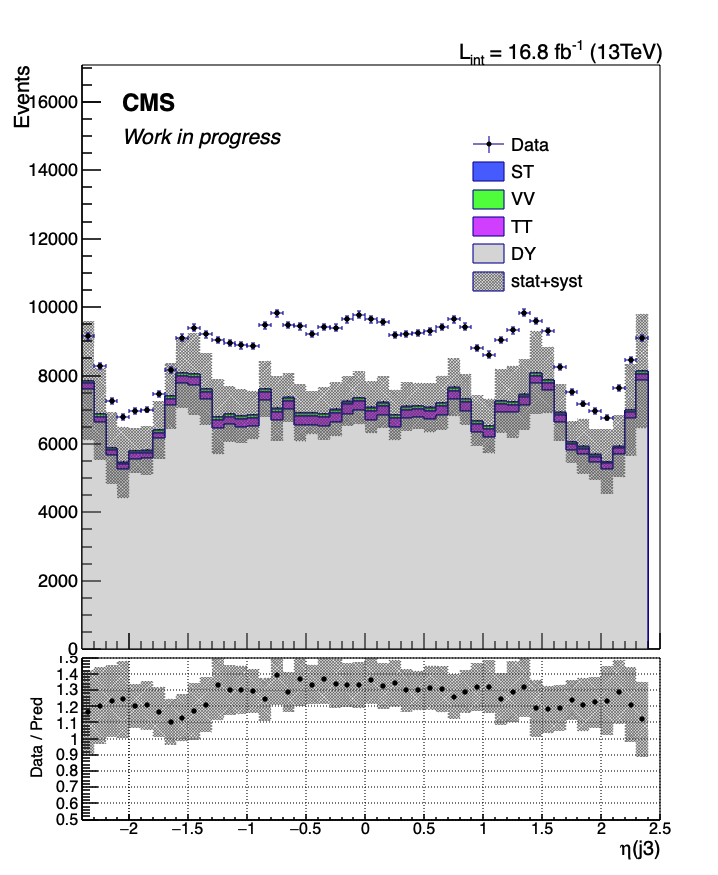 L_int = 16.8 fb^-1 (13TeV)
Events
CMS
Work in progress
Data
ST
VV
TT
DY
stat+syst
16000
14000
12000
10000
8000
6000
4000
2000
0
1.5
1.4
1.3
1.2
1.1
1
0.9
0.8
0.7
0.6
0.5
Data / Pred
−2 −1.5 −1 −0.5 0 0.5 1 1.5 2 2.5
η(j3)